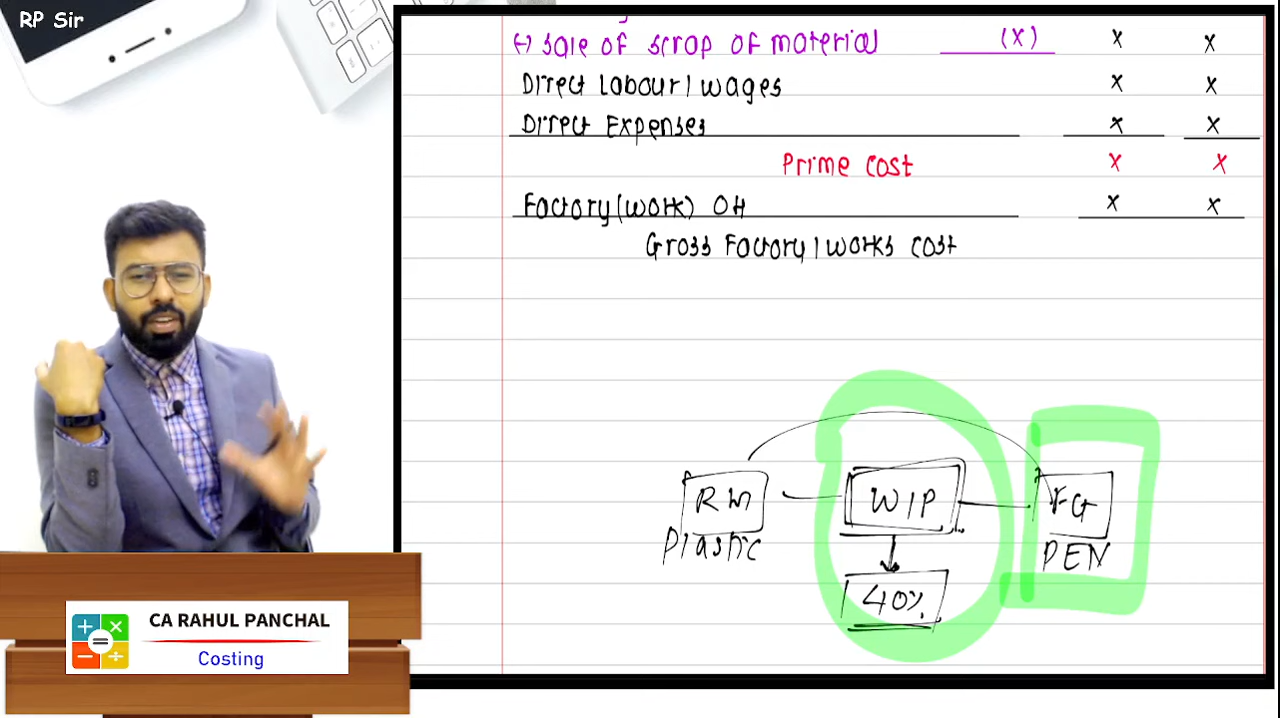 RP Sir
(-) Sale of scrap of material (x) x x
Direct Labour / wages x x
Direct Expenses x x
Prime cost x x
Factory (work) OH x x
Gross Factory / works cost
RM WIP FG
Plastic PEN
40%
CA RAHUL PANCHAL
Costing